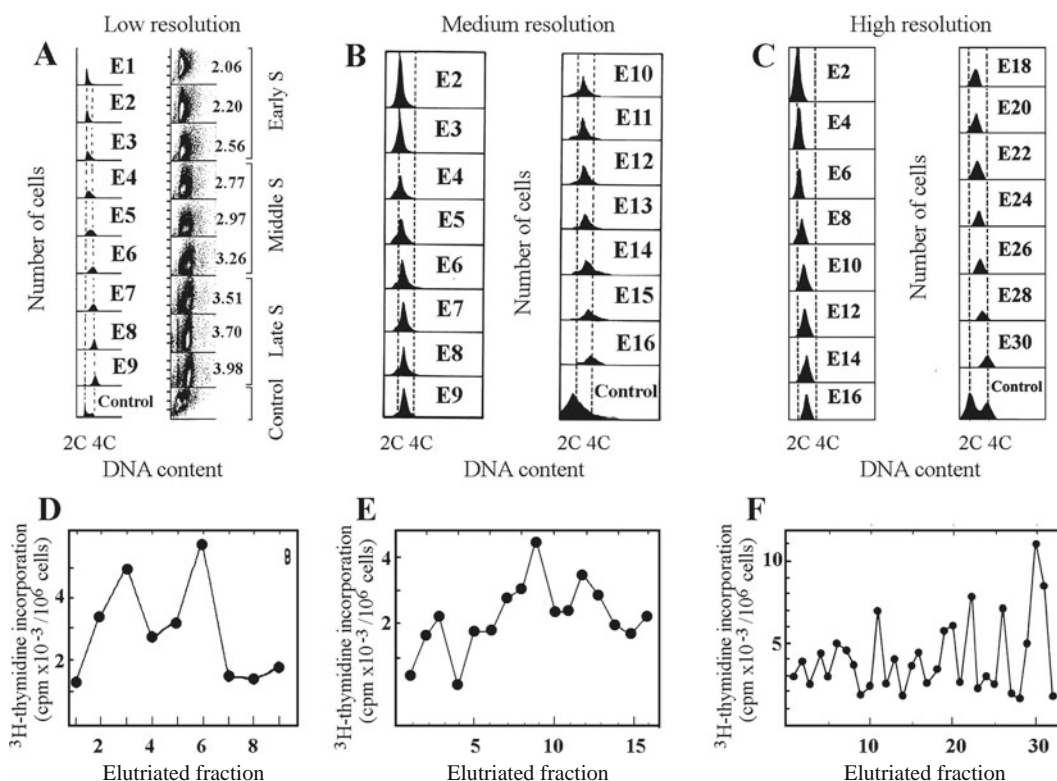 Low resolution
Medium resolution
High resolution
A
E1
E2
E3
E4
E5
E6
E7
E8
E9
Control
2.06
2.20
2.56
2.77
2.97
3.26
3.51
3.70
3.98
Early S
Middle S
Late S
Control
Number of cells
2C 4C
DNA content
B
E2
E3
E4
E5
E6
E7
E8
E9
E10
E11
E12
E13
E14
E15
E16
Control
Number of cells
2C 4C
2C 4C
DNA content
C
E2
E4
E6
E8
E10
E12
E14
E16
E18
E20
E22
E24
E26
E28
E30
Control
Number of cells
2C 4C
2C 4C
DNA content
D
³H-thymidine incorporation
(cpm x10⁻³ /10⁶ cells)
4
2
2 4 6 8
Elutriated fraction
E
³H-thymidine incorporation
(cpm x10⁻³ /10⁶ cells)
4
2
5 10 15
Elutriated fraction
F
³H-thymidine incorporation
(cpm x10⁻³ /10⁶ cells)
10
5
10 20 30
Elutriated fraction